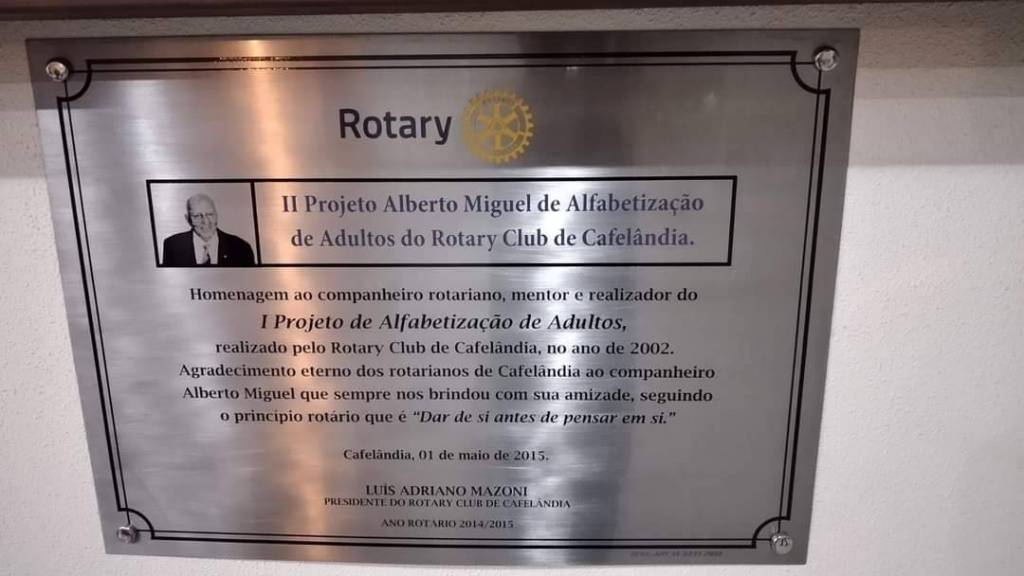 Rotary
II Projeto Alberto Miguel de Alfabetização
de Adultos do Rotary Club de Cafelândia.
Homenagem ao companheiro rotariano, mentor e realizador do
I Projeto de Alfabetização de Adultos,
realizado pelo Rotary Club de Cafelândia, no ano de 2002.
Agradecimento eterno dos rotarianos de Cafelândia ao companheiro
Alberto Miguel que sempre nos brindou com sua amizade, seguindo
o princípio rotário que é “Dar de si antes de pensar em si.”
Cafelândia, 01 de maio de 2015.
LUÍS ADRIANO MAZONI
PRESIDENTE DO ROTARY CLUB DE CAFELÂNDIA
ANO ROTÁRIO 2014/2015